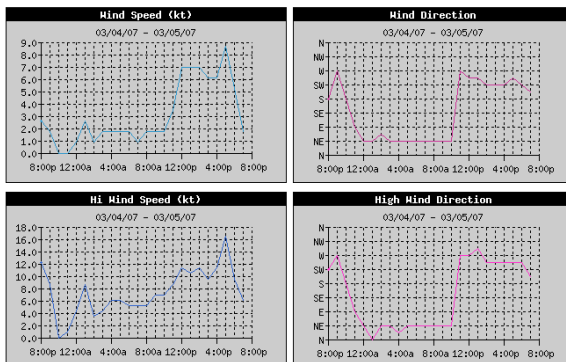 Wind Speed (kt)
03/04/07 - 03/05/07
9.0
8.0
7.0
6.0
5.0
4.0
3.0
2.0
1.0
0.0
8:00p 12:00a 4:00a 8:00a 12:00p 4:00p 8:00p
Wind Direction
03/04/07 - 03/05/07
N
NW
W
SW
S
SE
E
NE
N
8:00p 12:00a 4:00a 8:00a 12:00p 4:00p 8:00p
Hi Wind Speed (kt)
03/04/07 - 03/05/07
18.0
16.0
14.0
12.0
10.0
8.0
6.0
4.0
2.0
0.0
8:00p 12:00a 4:00a 8:00a 12:00p 4:00p 8:00p
High Wind Direction
03/04/07 - 03/05/07
N
NW
W
SW
S
SE
E
NE
N
8:00p 12:00a 4:00a 8:00a 12:00p 4:00p 8:00p